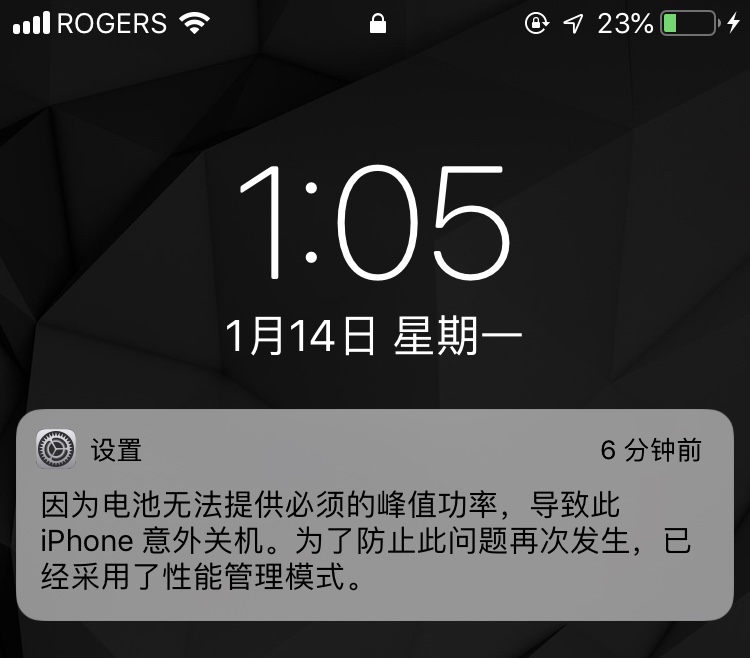 ROGERS 23%
1:05
1月14日 星期一
设置 6 分钟前
因为电池无法提供必须的峰值功率，导致此
iPhone 意外关机。为了防止此问题再次发生，已
经采用了性能管理模式。